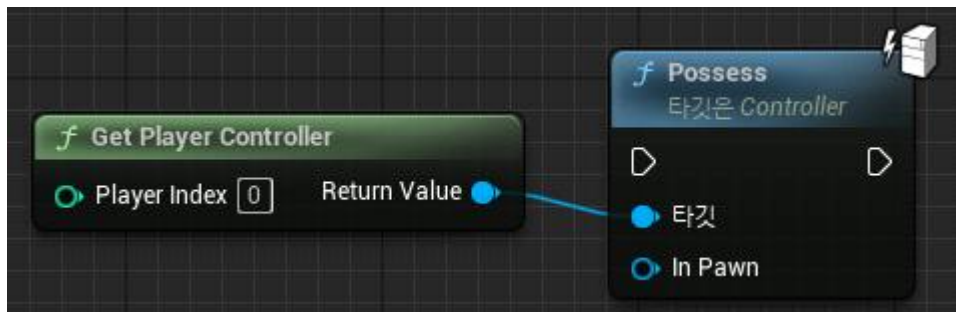 f Get Player Controller
Player Index 0
Return Value
f Possess
타깃은 Controller
타깃
In Pawn